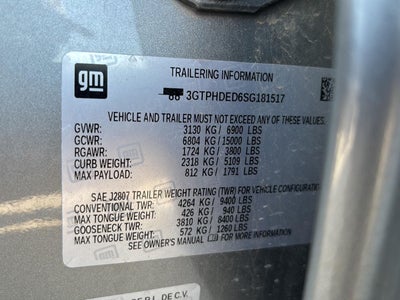 gm
TRAILERING INFORMATION
3GTPHDED6SG181517
VEHICLE AND TRAILER MUST NOT EXCEED ANY OF THESE VALUES
GVWR: 3130 KG / 6900 LBS
GCWR: 6804 KG / 15000 LBS
RGAWR: 1724 KG / 3800 LBS
CURB WEIGHT: 2318 KG / 5109 LBS
MAX PAYLOAD: 812 KG / 1791 LBS
SAE J2807 TRAILER WEIGHT RATING (TWR) FOR VEHICLE CONFIGURATION
CONVENTIONAL TWR: 4264 KG / 9400 LBS
MAX TONGUE WEIGHT: 426 KG / 940 LBS
GOOSENECK TWR: 3810 KG / 8400 LBS
MAX TONGUE WEIGHT: 572 KG / 1260 LBS
SEE OWNER'S MANUAL FOR MORE INFORMATION
DE C.V.